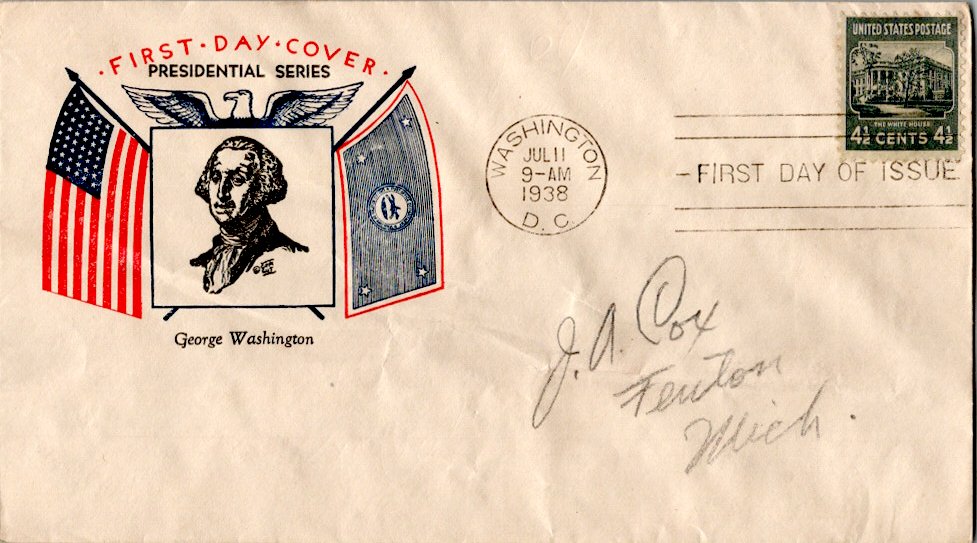 ·FIRST·DAY·COVER·
PRESIDENTIAL SERIES
George Washington
WASHINGTON
JUL 11
9-AM
1938
D. C.
UNITED STATES POSTAGE
THE WHITE HOUSE
4½ CENTS 4½
FIRST DAY OF ISSUE
J. A. Cox
Fenton
Mich.